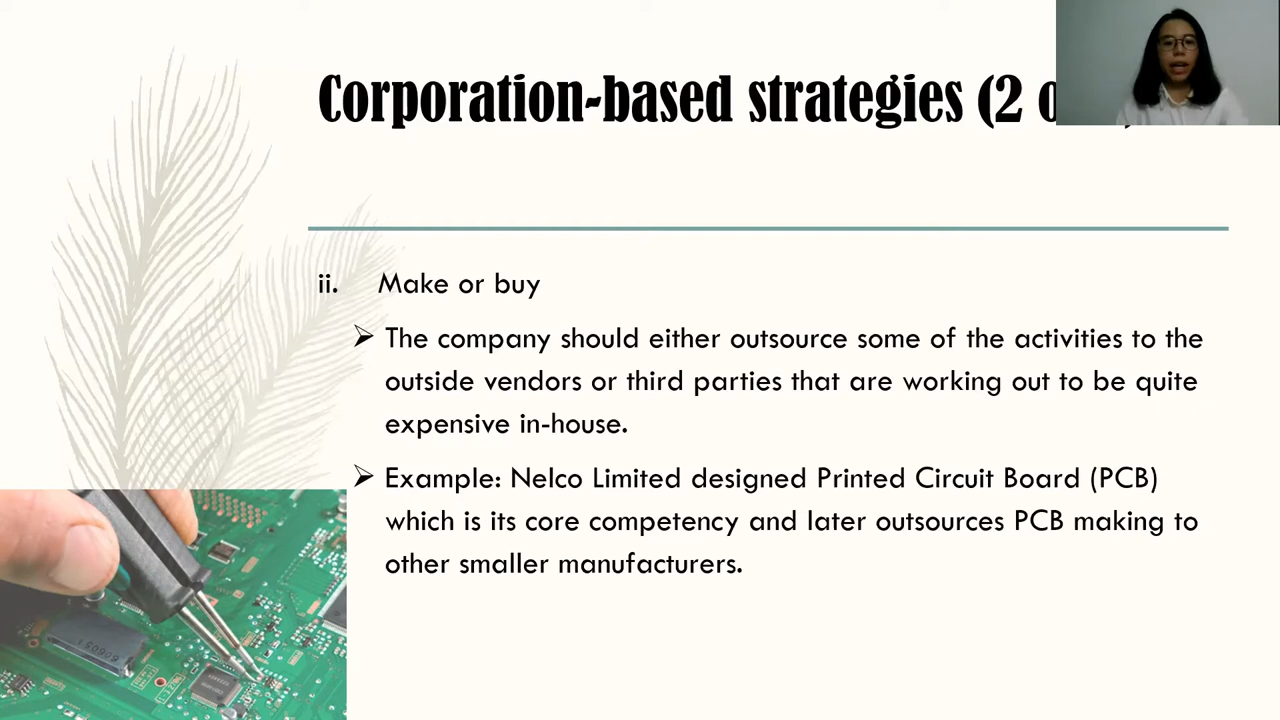 Corporation-based strategies (2
ii. Make or buy
➢ The company should either outsource some of the activities to the
outside vendors or third parties that are working out to be quite
expensive in-house.
➢ Example: Nelco Limited designed Printed Circuit Board (PCB)
which is its core competency and later outsources PCB making to
other smaller manufacturers.